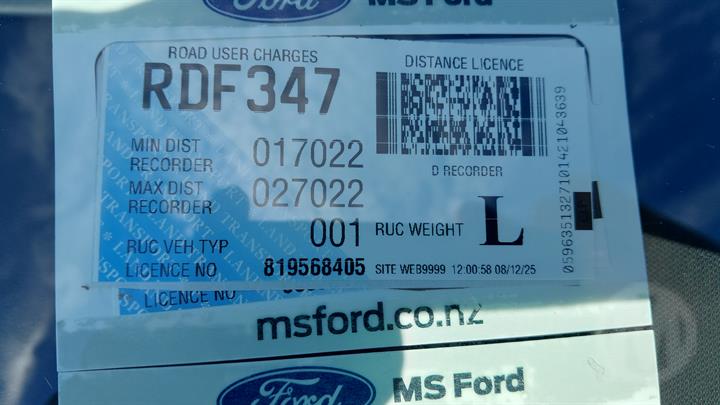 Ford
MS Ford
ROAD USER CHARGES
DISTANCE LICENCE
RDF347
MIN DIST RECORDER 017022
D RECORDER
MAX DIST RECORDER 027022
RUC VEH TYP 001
RUC WEIGHT L
LICENCE NO 819568405
SITE WEB9999 12:00:58 08/12/25
LICENCE NO
msford.co.nz
Ford
MS Ford